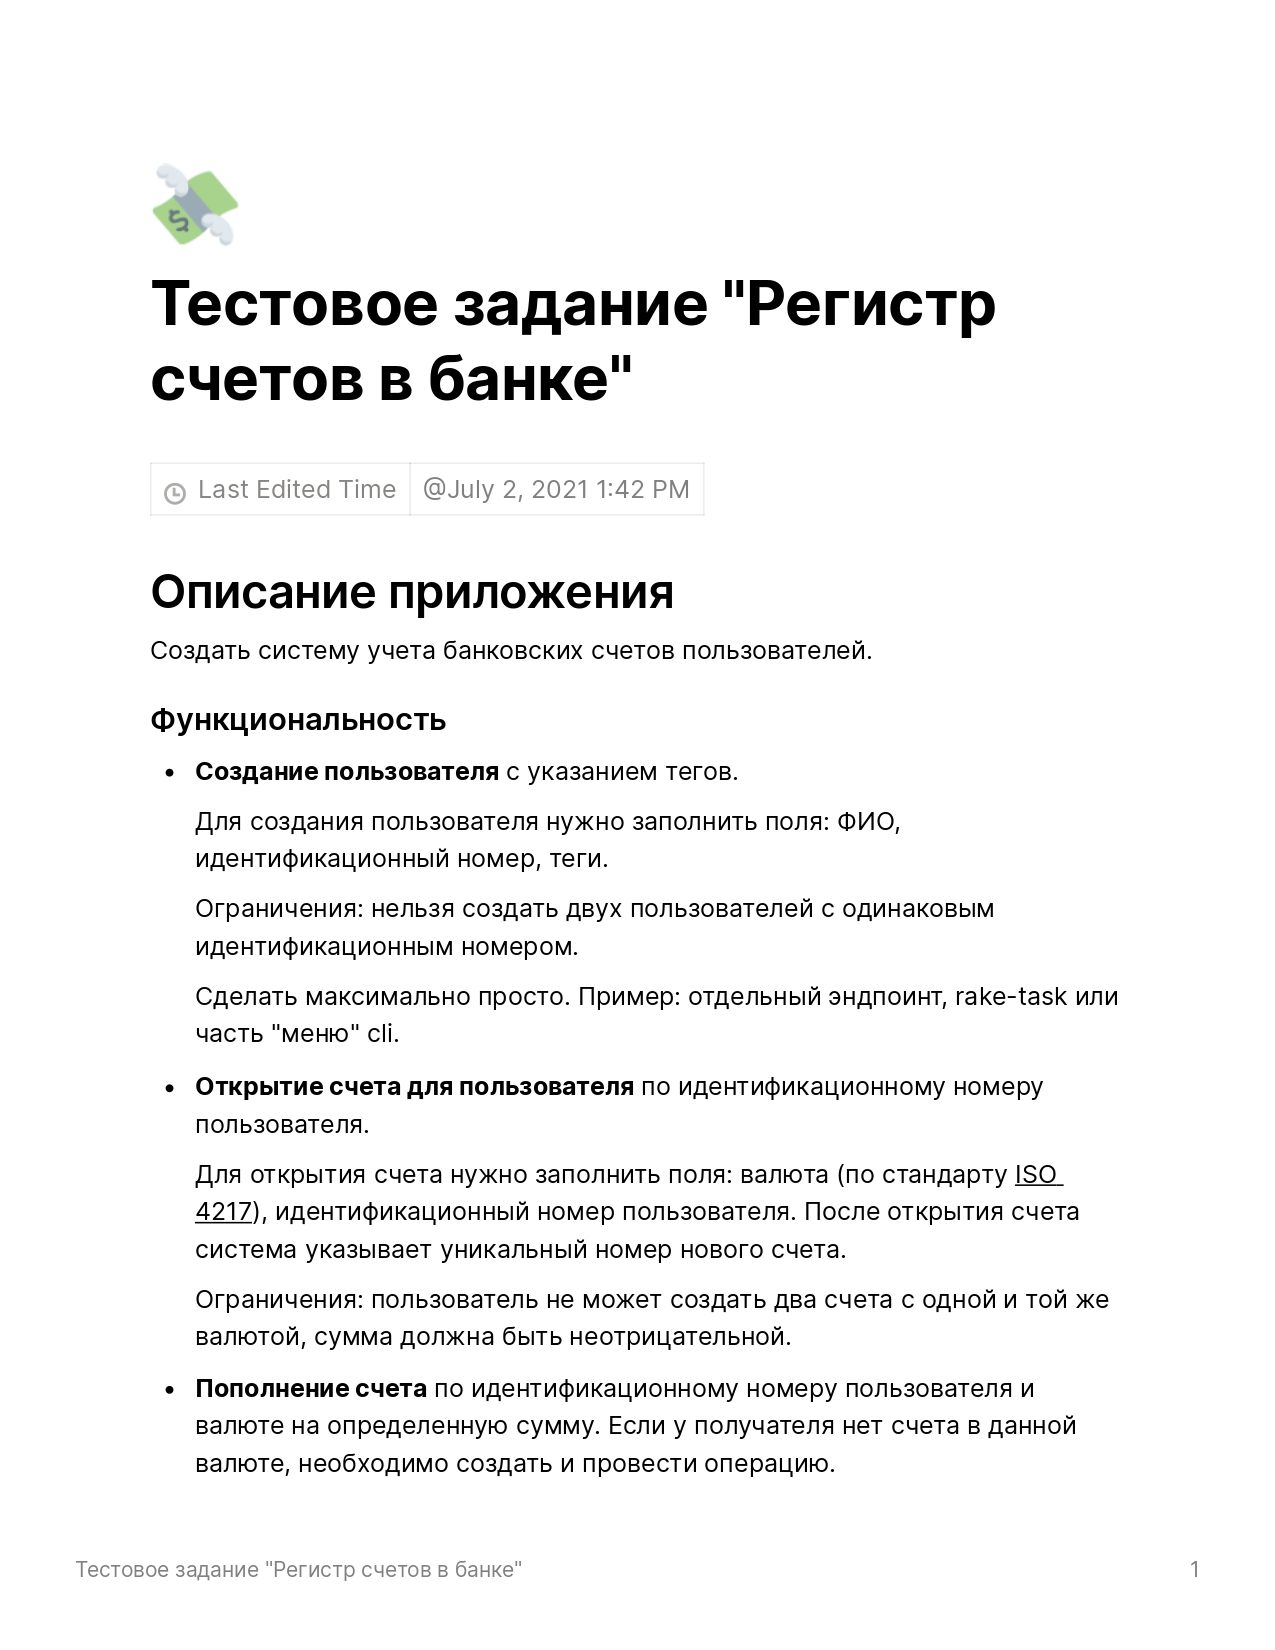 Тестовое задание "Регистр
счетов в банке"
Last Edited Time @July 2, 2021 1:42 PM
Описание приложения
Создать систему учета банковских счетов пользователей.
Функциональность
• Создание пользователя с указанием тегов.
Для создания пользователя нужно заполнить поля: ФИО,
идентификационный номер, теги.
Ограничения: нельзя создать двух пользователей с одинаковым
идентификационным номером.
Сделать максимально просто. Пример: отдельный эндпоинт, rake-task или
часть "меню" cli.
• Открытие счета для пользователя по идентификационному номеру
пользователя.
Для открытия счета нужно заполнить поля: валюта (по стандарту ISO
4217), идентификационный номер пользователя. После открытия счета
система указывает уникальный номер нового счета.
Ограничения: пользователь не может создать два счета с одной и той же
валютой, сумма должна быть неотрицательной.
• Пополнение счета по идентификационному номеру пользователя и
валюте на определенную сумму. Если у получателя нет счета в данной
валюте, необходимо создать и провести операцию.
Тестовое задание "Регистр счетов в банке" 1